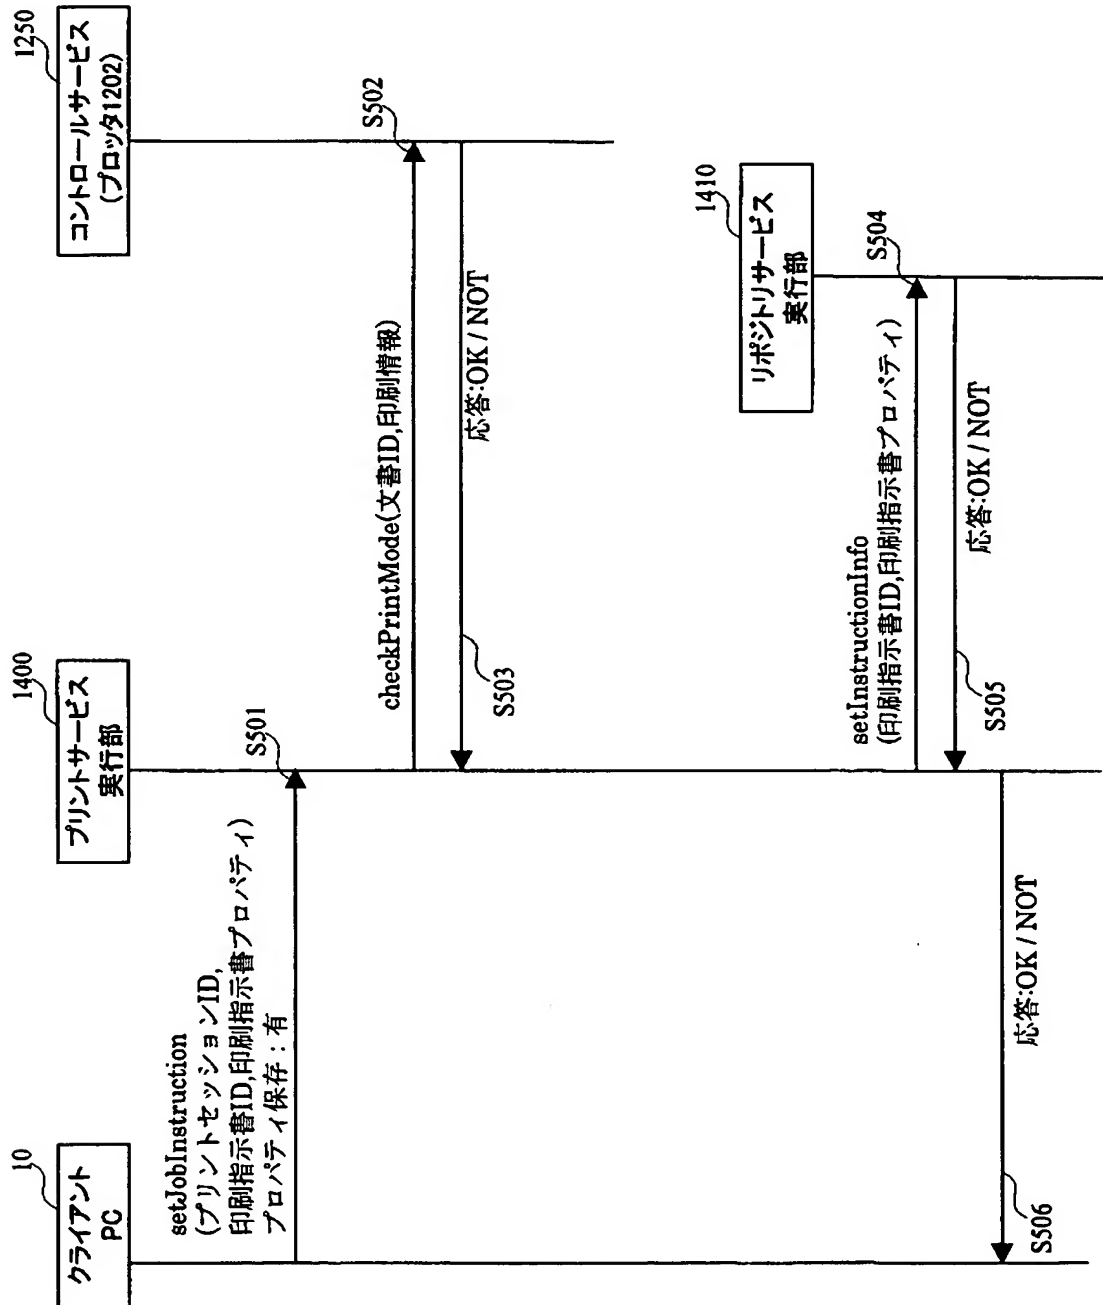 10
クライアント
PC
1400
プリントサービス
実行部
1250
コントロールサービス
(プロッタ1202)
setJobInstruction
(プリントセッションID,
印刷指示書ID,印刷指示書プロパティ)
プロパティ保存:有
S501
checkPrintMode(文書ID,印刷情報)
S502
応答:OK / NOT
S503
1410
リポジトリサービス
実行部
setInstructionInfo
(印刷指示書ID,印刷指示書プロパティ)
S504
応答:OK / NOT
S505
応答:OK / NOT
S506